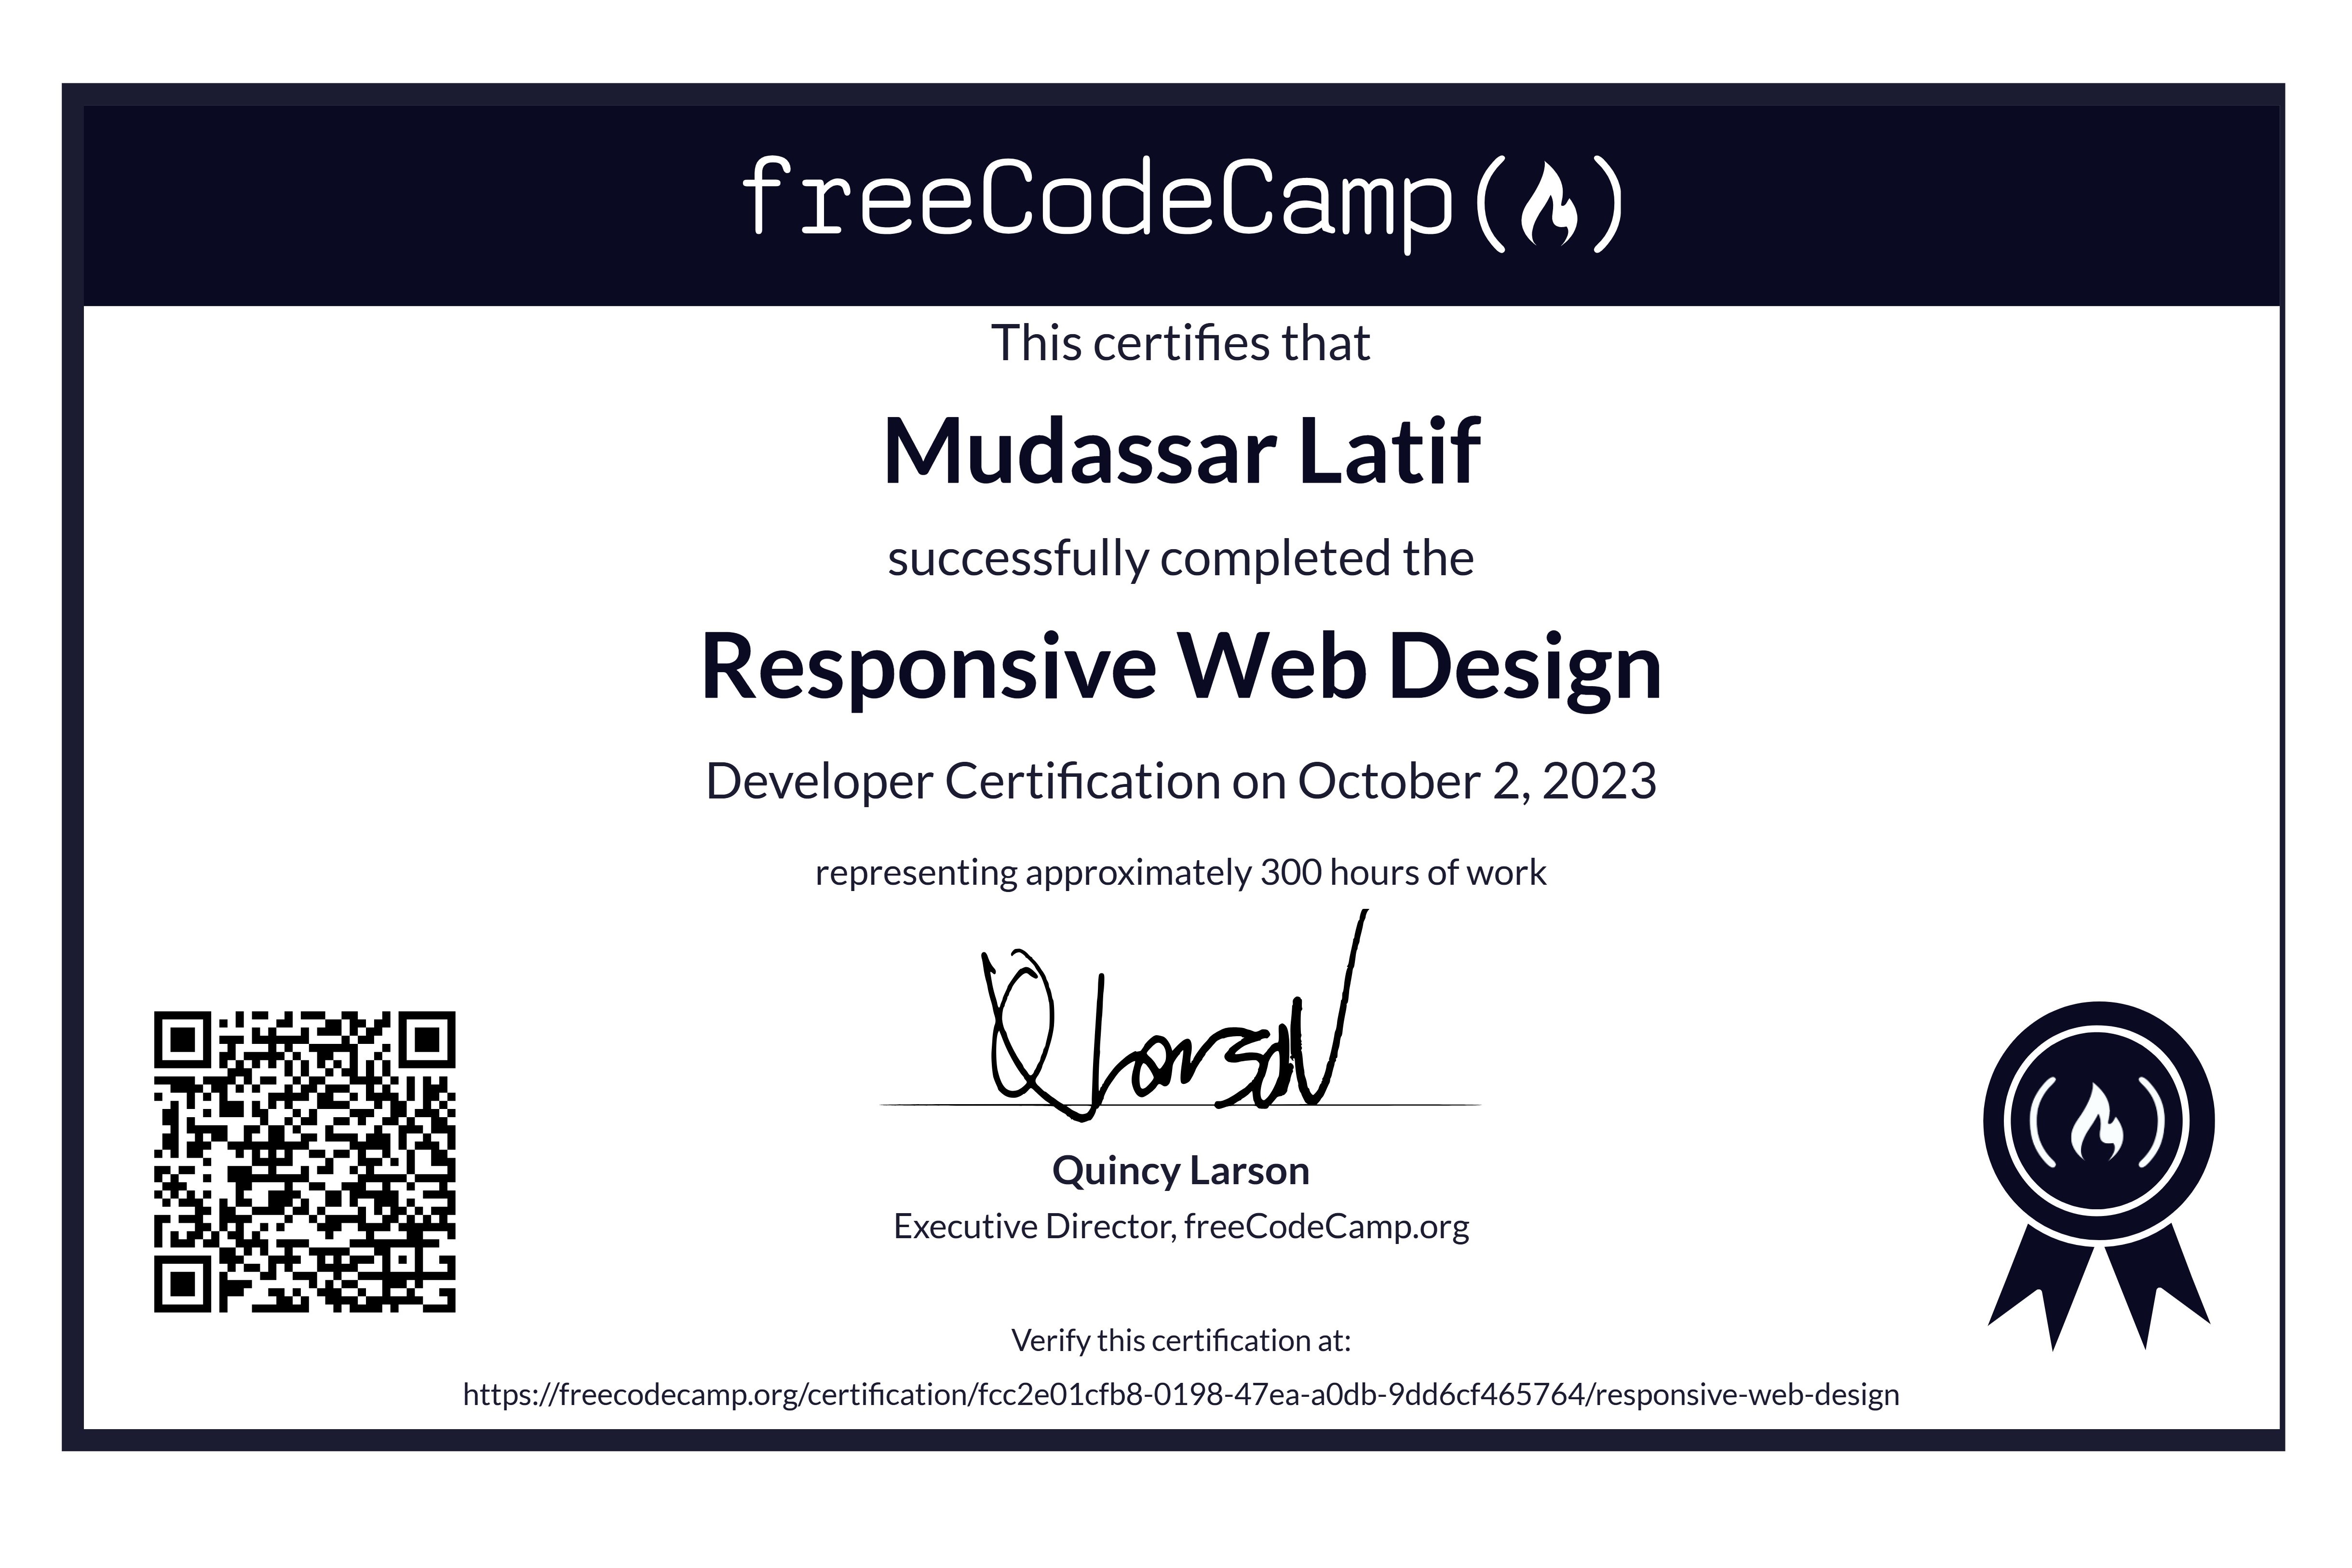 freeCodeCamp
This certifies that
Mudassar Latif
successfully completed the
Responsive Web Design
Developer Certification on October 2, 2023
representing approximately 300 hours of work
Q Larson
Quincy Larson
Executive Director, freeCodeCamp.org
Verify this certification at:
https://freecodecamp.org/certification/fcc2e01cfb8-0198-47ea-a0db-9dd6cf465764/responsive-web-design